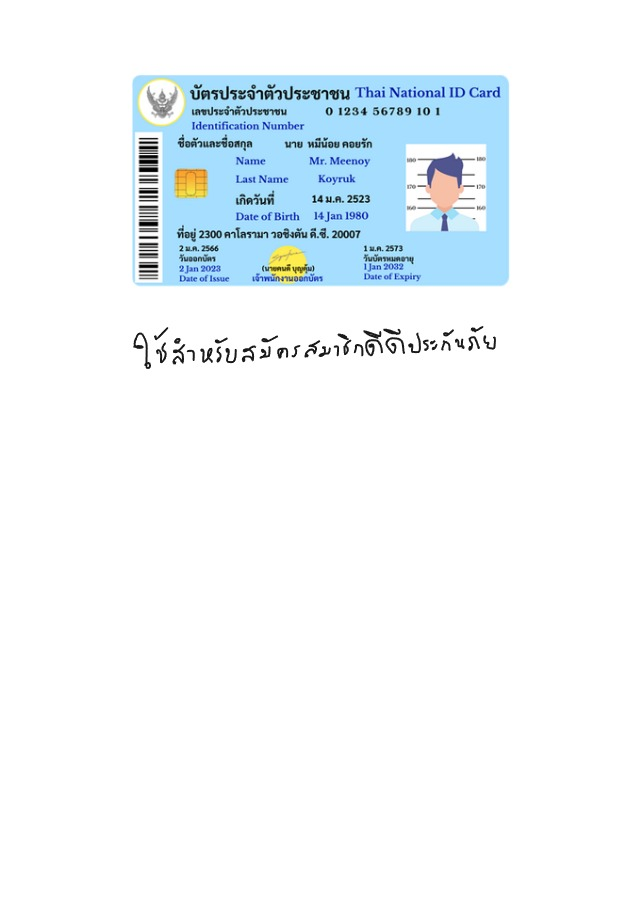 บัตรประจำตัวประชาชน Thai National ID Card
เลขประจำตัวประชาชน 0 1234 56789 10 1
Identification Number
ชื่อตัวและชื่อสกุล นาย หมีน้อย คอยรัก
Name Mr. Meenoy
Last Name Koyruk
เกิดวันที่ 14 ม.ค. 2523
Date of Birth 14 Jan 1980
180 180
170 170
160 160
ที่อยู่ 2300 คาโลรามา วอชิงตัน ดี.ซี. 20007
2 ม.ค. 2566 1 ม.ค. 2573
วันออกบัตร (นายคนดี บุญคุ้ม) วันบัตรหมดอายุ
2 Jan 2023 1 Jan 2032
Date of Issue เจ้าพนักงานออกบัตร Date of Expiry
ใช้สำหรับสมัครสมาชิกดีดีประกันภัย